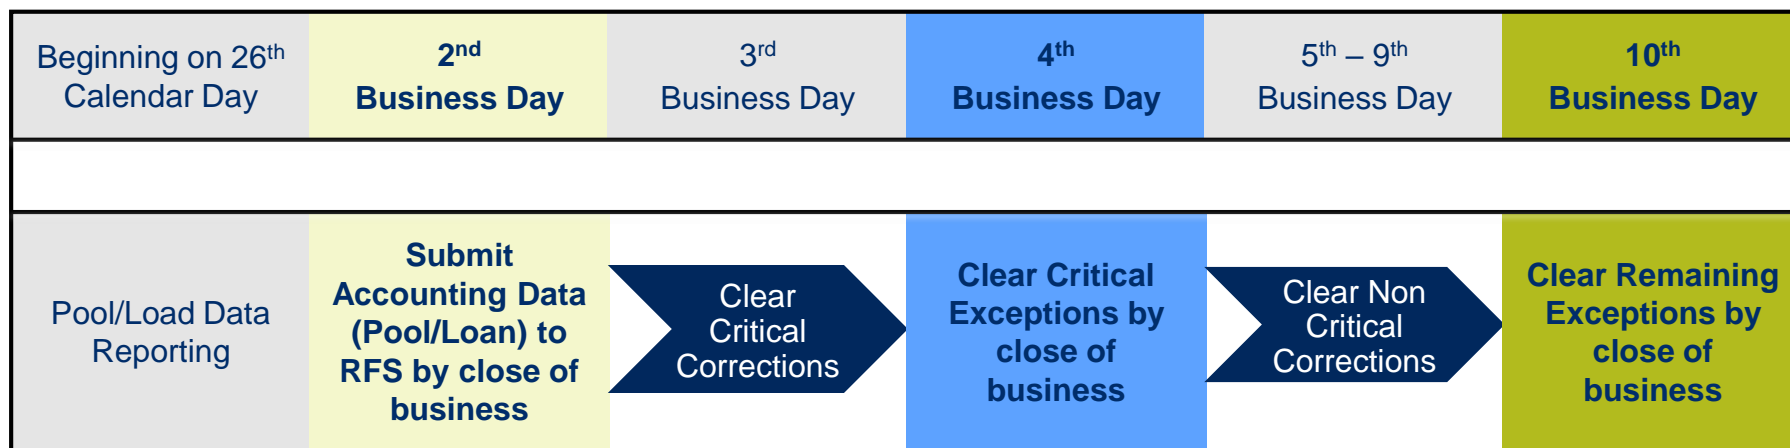 Beginning on 26th
Calendar Day
2nd
Business Day
3rd
Business Day
4th
Business Day
5th – 9th
Business Day
10th
Business Day
Pool/Load Data
Reporting
Submit
Accounting Data
(Pool/Loan) to
RFS by close of
business
Clear
Critical
Corrections
Clear Critical
Exceptions by
close of
business
Clear Non
Critical
Corrections
Clear Remaining
Exceptions by
close of
business